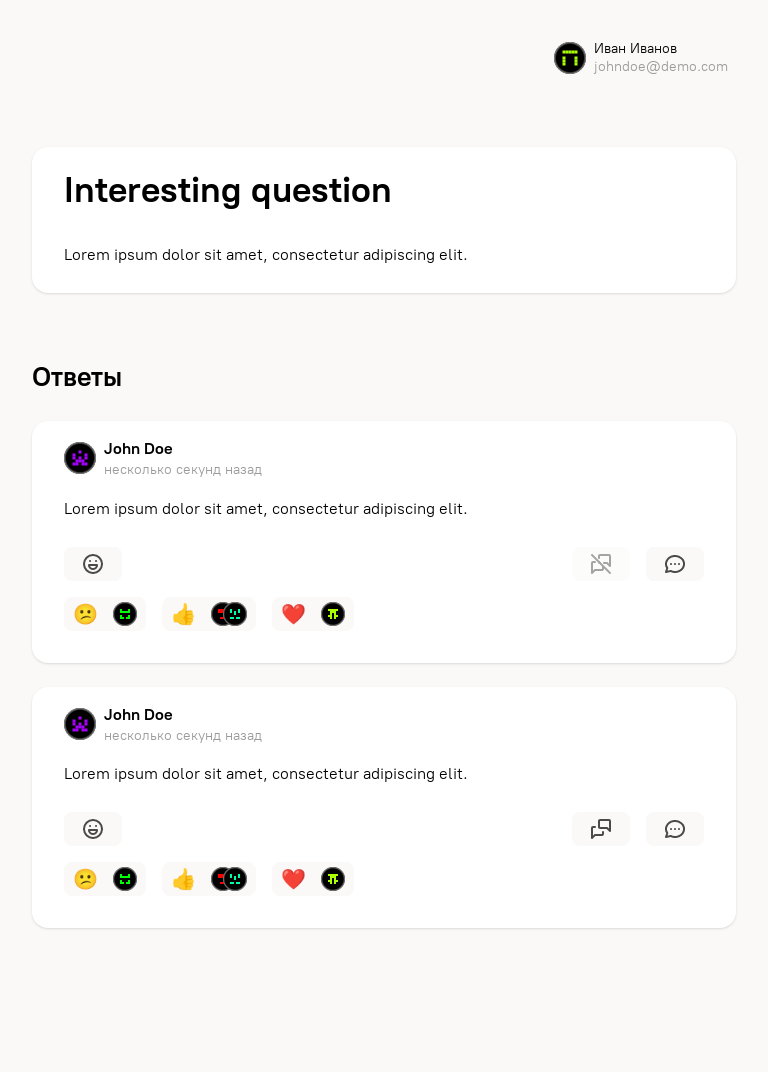 Иван Иванов
johndoe@demo.com
Interesting question
Lorem ipsum dolor sit amet, consectetur adipiscing elit.
Ответы
John Doe
несколько секунд назад
Lorem ipsum dolor sit amet, consectetur adipiscing elit.
John Doe
несколько секунд назад
Lorem ipsum dolor sit amet, consectetur adipiscing elit.